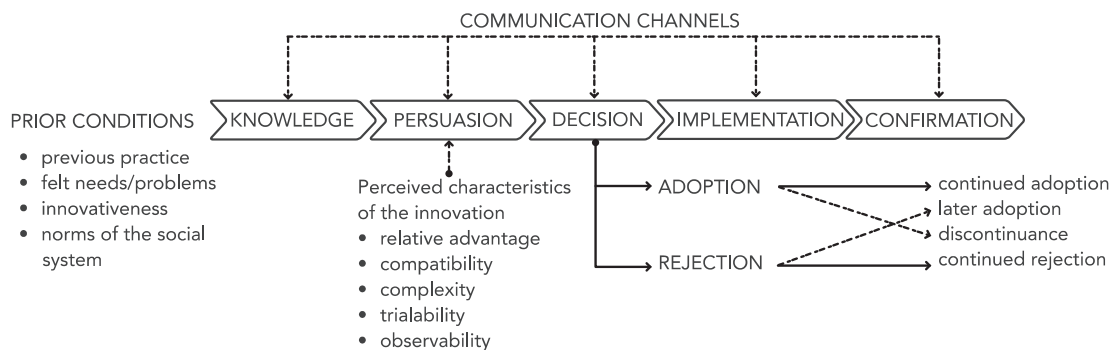 COMMUNICATION CHANNELS
PRIOR CONDITIONS
• previous practice
• felt needs/problems
• innovativeness
• norms of the social
system
KNOWLEDGE
PERSUASION
DECISION
IMPLEMENTATION
CONFIRMATION
Perceived characteristics
of the innovation
• relative advantage
• compatibility
• complexity
• trialability
• observability
ADOPTION
REJECTION
continued adoption
later adoption
discontinuance
continued rejection